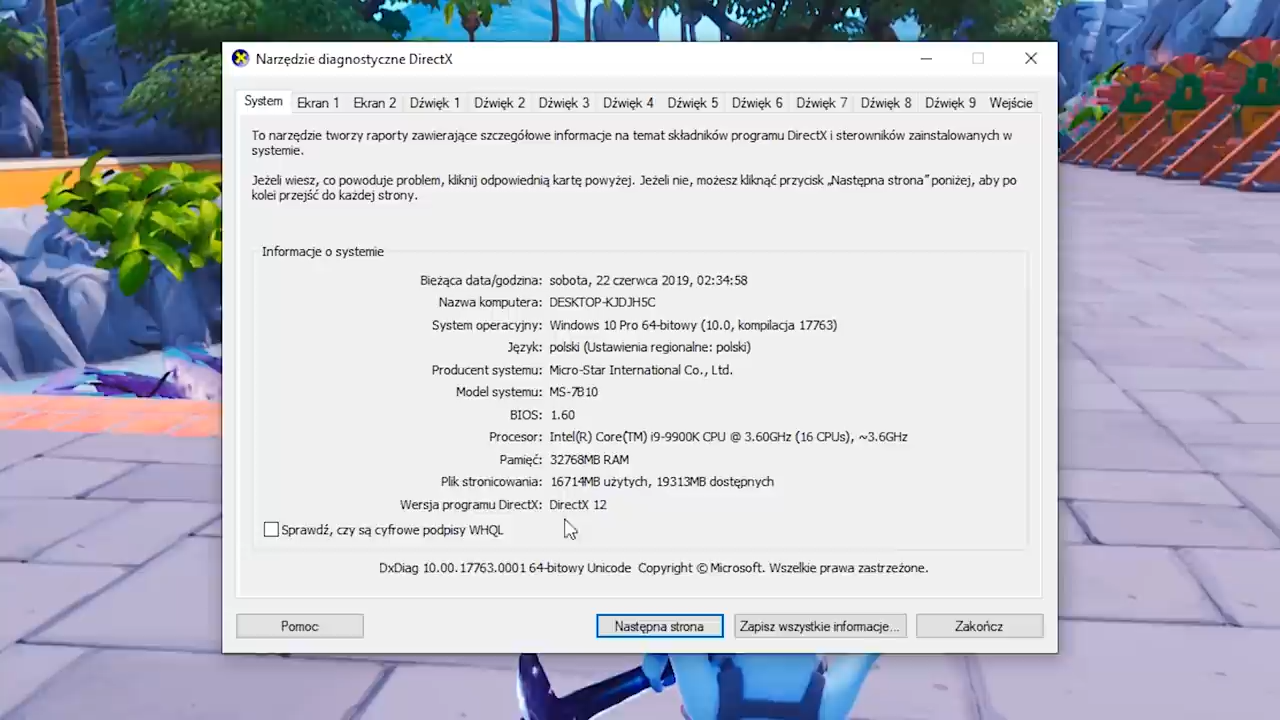 Narzędzie diagnostyczne DirectX
System Ekran 1 Ekran 2 Dźwięk 1 Dźwięk 2 Dźwięk 3 Dźwięk 4 Dźwięk 5 Dźwięk 6 Dźwięk 7 Dźwięk 8 Dźwięk 9 Wejście
To narzędzie tworzy raporty zawierające szczegółowe informacje na temat składników programu DirectX i sterowników zainstalowanych w
systemie.
Jeżeli wiesz, co powoduje problem, kliknij odpowiednią kartę powyżej. Jeżeli nie, możesz kliknąć przycisk „Następna strona” poniżej, aby po
kolei przejść do każdej strony.
Informacje o systemie
Bieżąca data/godzina: sobota, 22 czerwca 2019, 02:34:58
Nazwa komputera: DESKTOP-KJDJH5C
System operacyjny: Windows 10 Pro 64-bitowy (10.0, kompilacja 17763)
Język: polski (Ustawienia regionalne: polski)
Producent systemu: Micro-Star International Co., Ltd.
Model systemu: MS-7B10
BIOS: 1.60
Procesor: Intel(R) Core(TM) i9-9900K CPU @ 3.60GHz (16 CPUs), ~3.6GHz
Pamięć: 32768MB RAM
Plik stronicowania: 16714MB użytych, 19313MB dostępnych
Wersja programu DirectX: DirectX 12
Sprawdź, czy są cyfrowe podpisy WHQL
DxDiag 10.00.17763.0001 64-bitowy Unicode Copyright © Microsoft. Wszelkie prawa zastrzeżone.
Pomoc Następna strona Zapisz wszystkie informacje... Zakończ